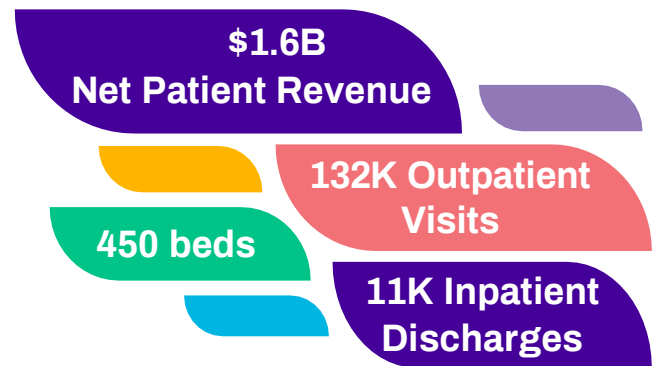 $1.6B
Net Patient Revenue
132K Outpatient
Visits
450 beds
11K Inpatient
Discharges